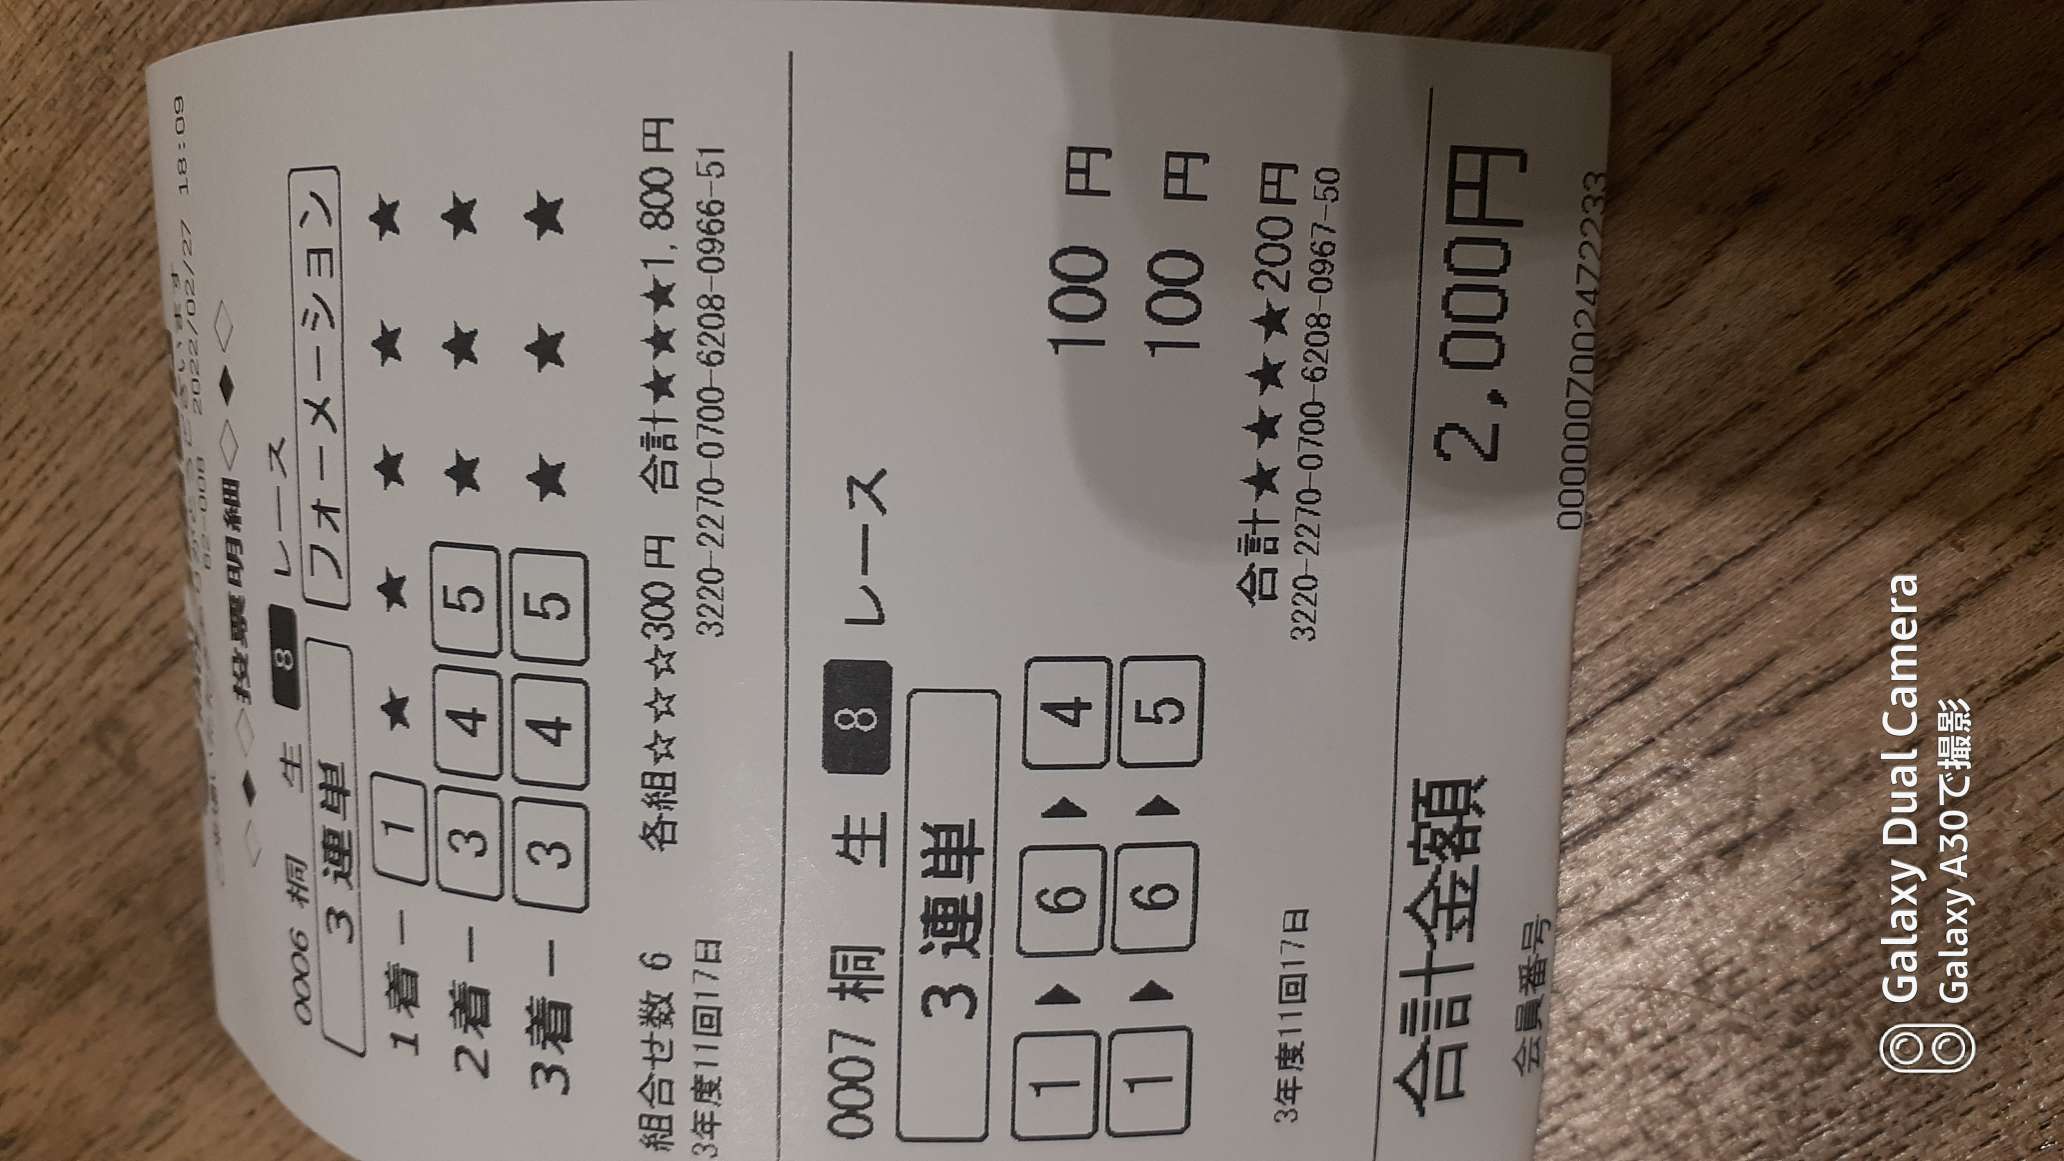 2022/02/27 18:09
◇◆◇投票明細◇◆◇
0006 桐 生 8 レース
3連単 フォーメーション
1着ー 1 ★ ★ ★ ★ ★
2着ー 3 4 5 ★ ★ ★
3着ー 3 4 5 ★ ★ ★
組合せ数 6 各組☆☆☆300円 合計★★★★1,800円
3年度11回17日 3220-2270-0700-6208-0966-51
0007 桐 生 8 レース
3連単
1 ▶ 6 ▶ 4 100 円
1 ▶ 6 ▶ 5 100 円
合計★★★★★200円
3年度11回17日 3220-2270-0700-6208-0967-50
合計金額 2,000円
会員番号 0000070024722233
Galaxy Dual Camera
Galaxy A30で撮影